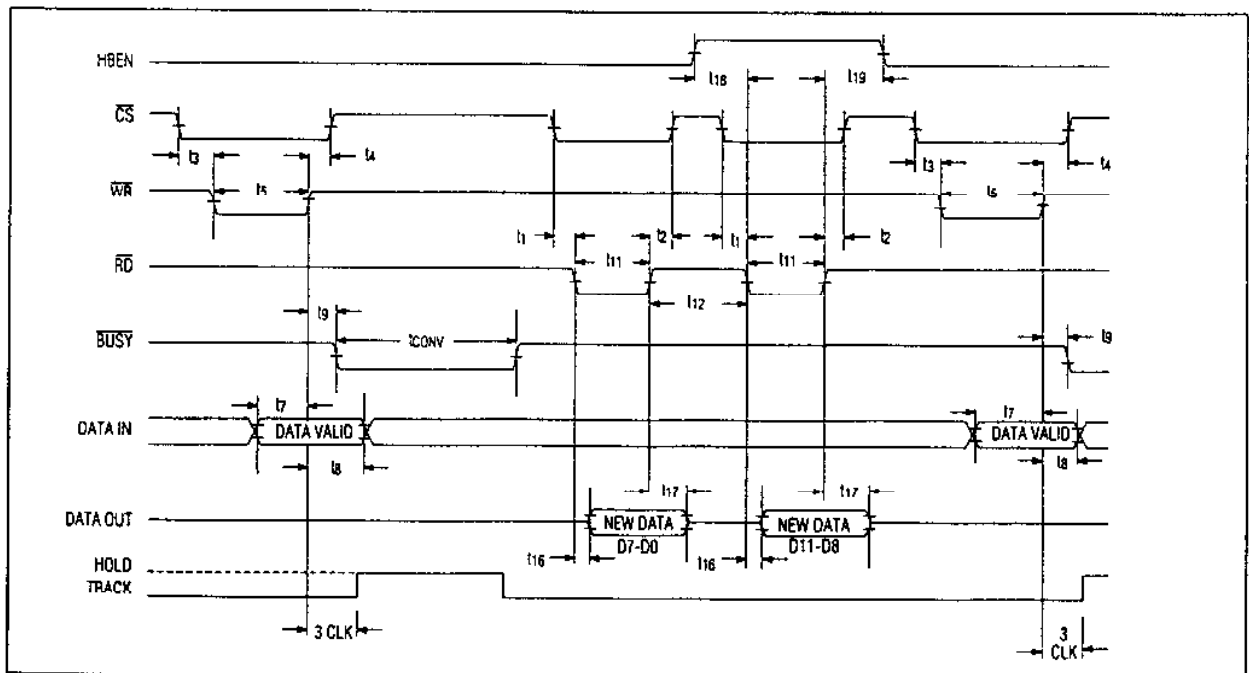 HBEN
t18 t19
CS
t3 t4 t3 t4
WR
t5 t5
t1 t2 t1 t2
RD
t11 t11
t12
t9
BUSY
tCONV
t9
t7 t7
DATA IN
DATA VALID DATA VALID
t8 t8
t17 t17
DATA OUT
NEW DATA NEW DATA
D7-D0 D11-D8
t16 t16
HOLD
TRACK
3 CLK
3
CLK